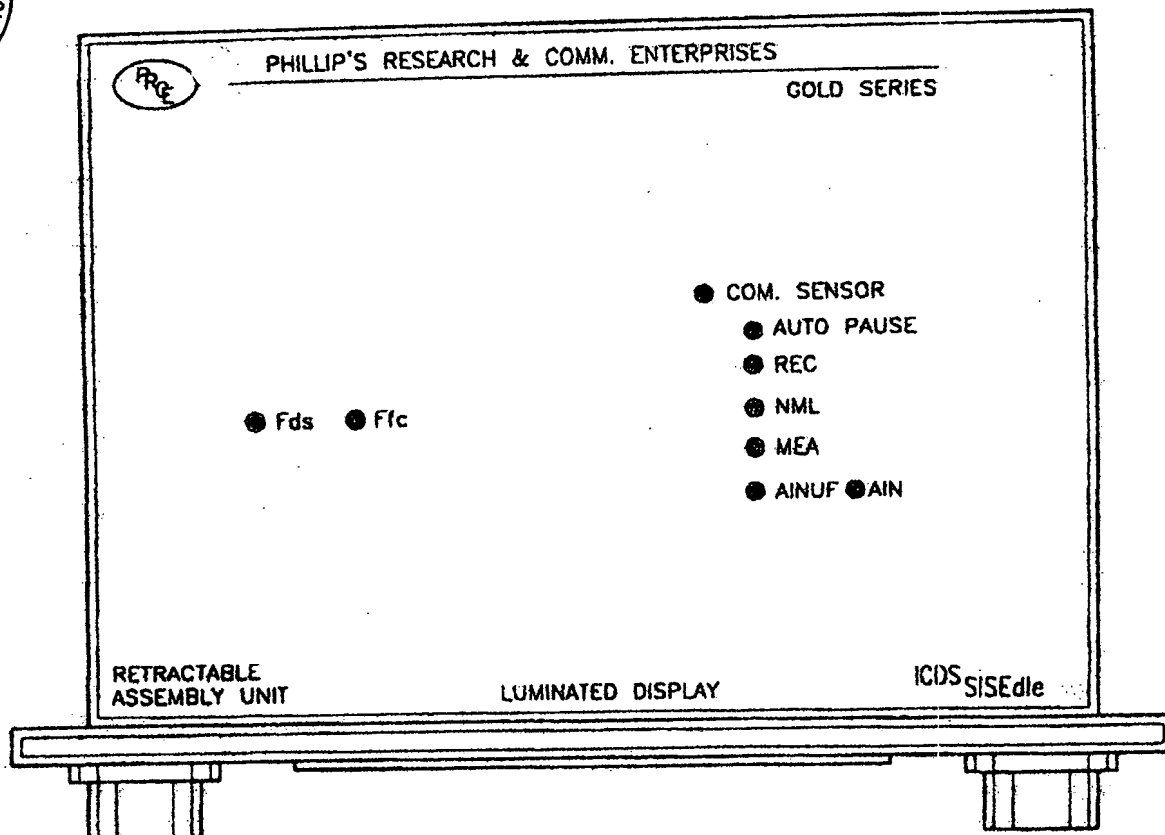 PHILLIP'S RESEARCH & COMM. ENTERPRISES
PRCE
GOLD SERIES
COM. SENSOR
AUTO PAUSE
REC
Fds Ffc
NML
MEA
AINUF AIN
RETRACTABLE
ASSEMBLY UNIT
LUMINATED DISPLAY
ICDS SISEdle